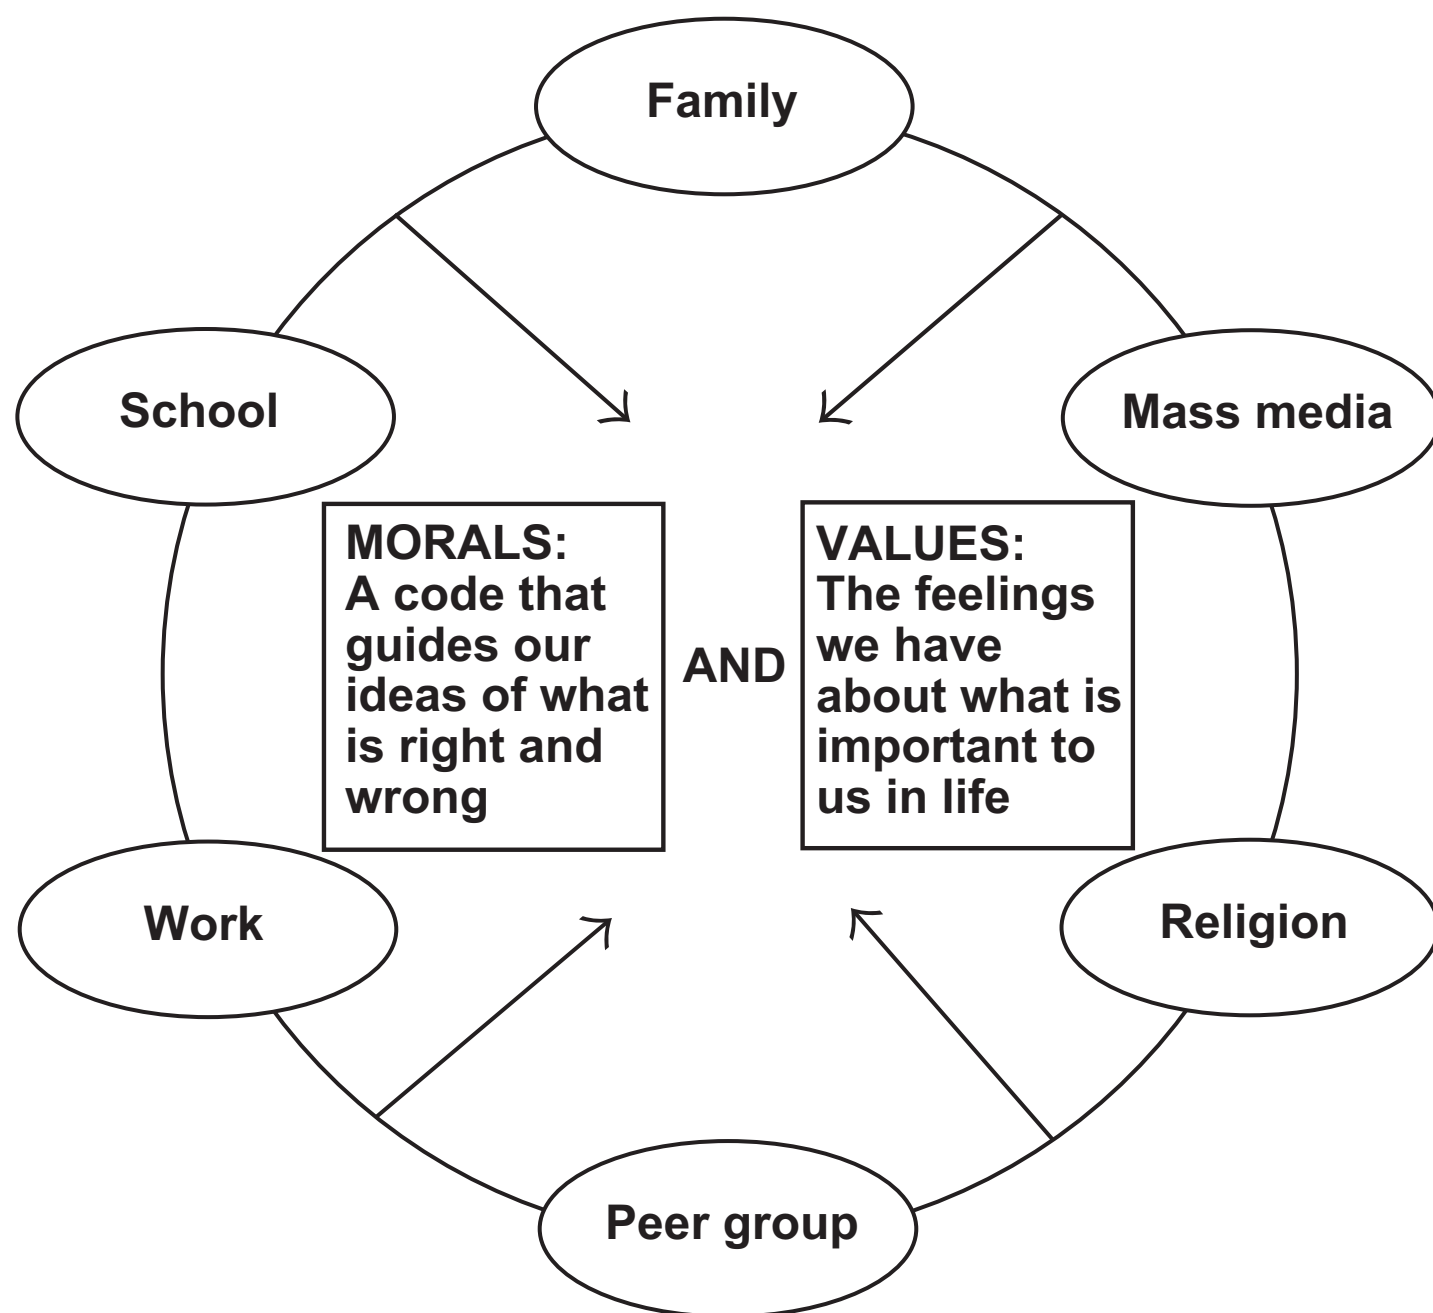 Family
School
Mass media
MORALS:
A code that
guides our
ideas of what
is right and
wrong
AND
VALUES:
The feelings
we have
about what is
important to
us in life
Work
Religion
Peer group